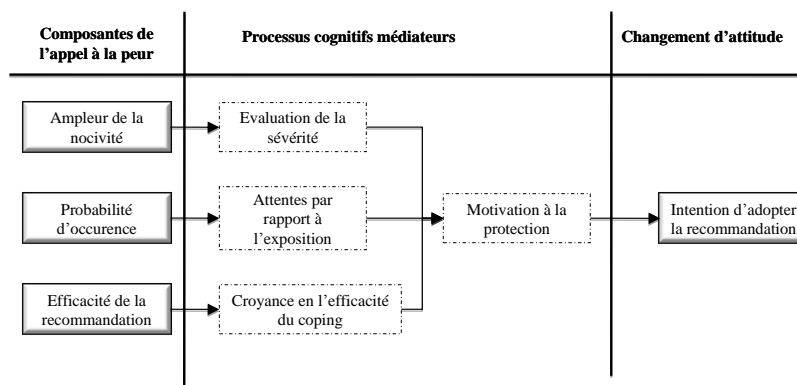 Composantes de
l'appel à la peur
Processus cognitifs médiateurs
Changement d'attitude
Ampleur de la
nocivité
Evaluation de la
sévérité
Probabilité
d'occurence
Attentes par
rapport à
l'exposition
Motivation à la
protection
Intention d'adopter
la recommandation
Efficacité de la
recommandation
Croyance en l'efficacité
du coping